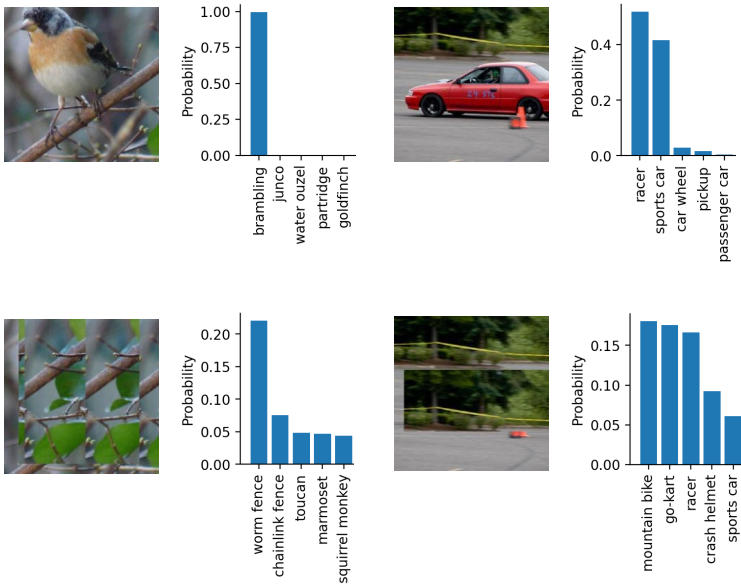 Probability
1.00
0.75
0.50
0.25
0.00
brambling
junco
water ouzel
partridge
goldfinch
Probability
0.4
0.2
0.0
racer
sports car
car wheel
pickup
passenger car
Probability
0.20
0.15
0.10
0.05
0.00
worm fence
chainlink fence
toucan
marmoset
squirrel monkey
Probability
0.15
0.10
0.05
0.00
mountain bike
go-kart
racer
crash helmet
sports car